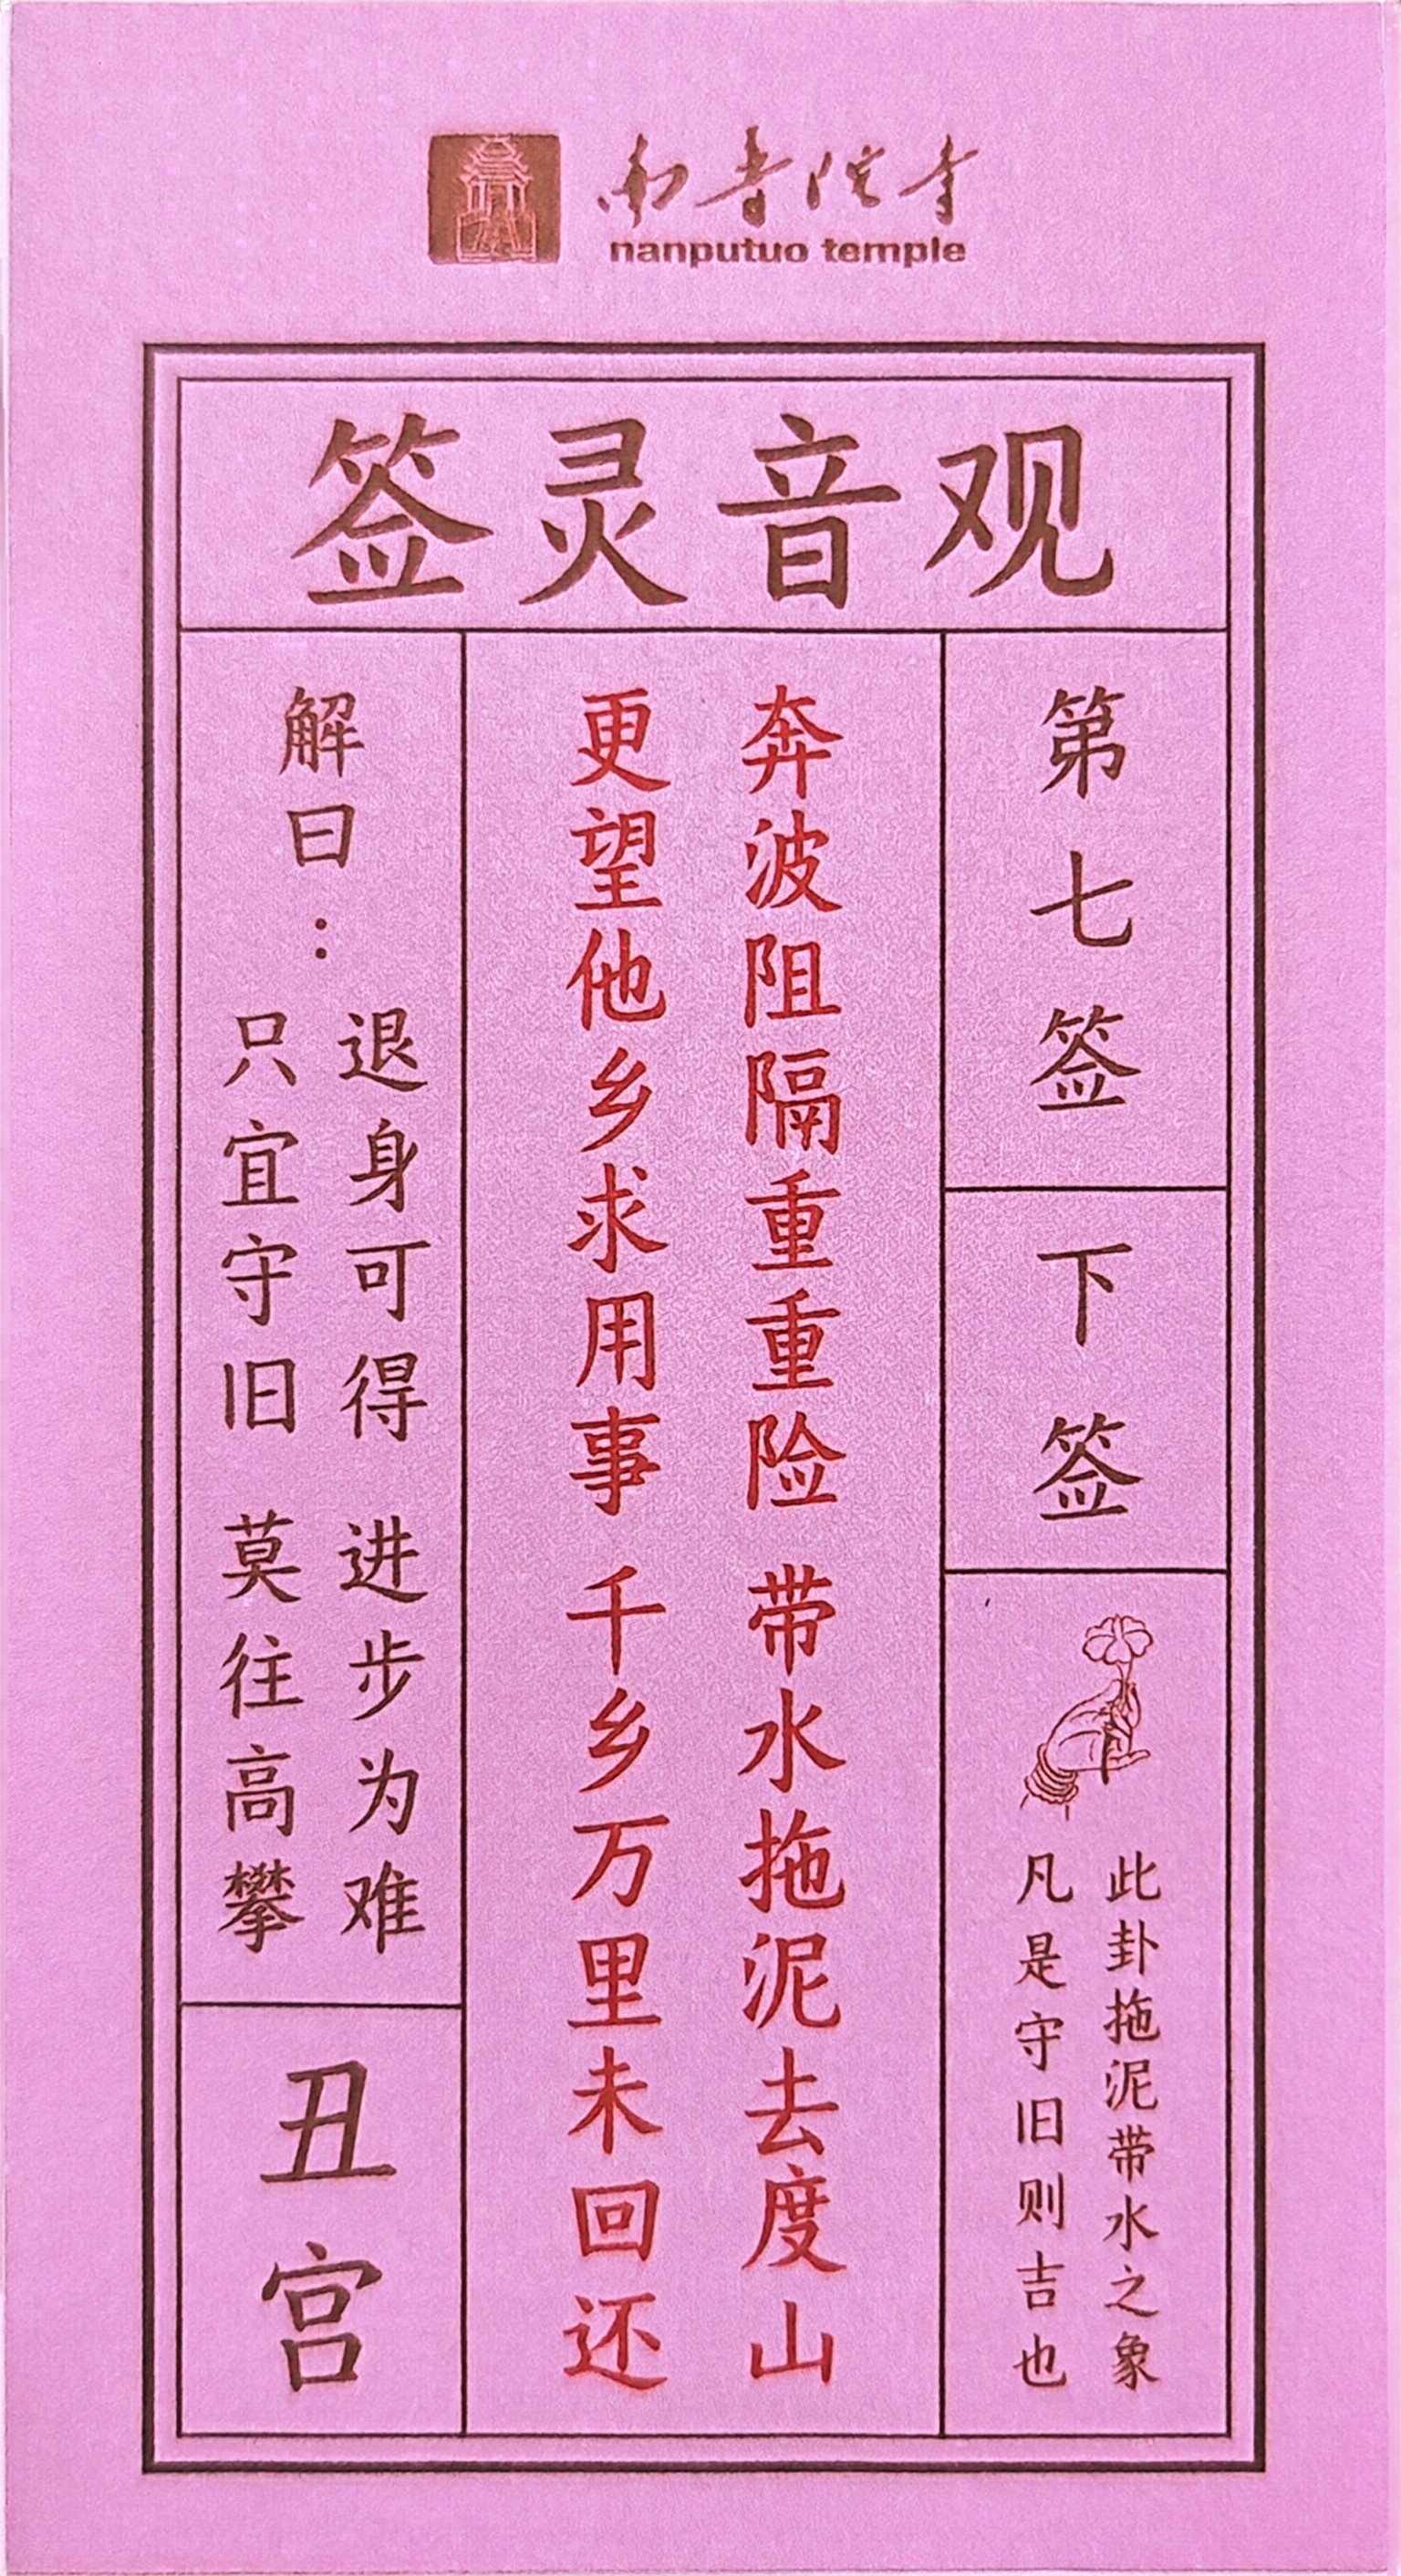 南普陀寺
nanputuo temple
观音灵签
第七签
下签
此卦拖泥带水之象
凡是守旧则吉也
奔波阻隔重重险 带水拖泥去度山
更望他乡求用事 千乡万里未回还
解曰：
退身可得 进步为难
只宜守旧 莫往高攀
丑宫